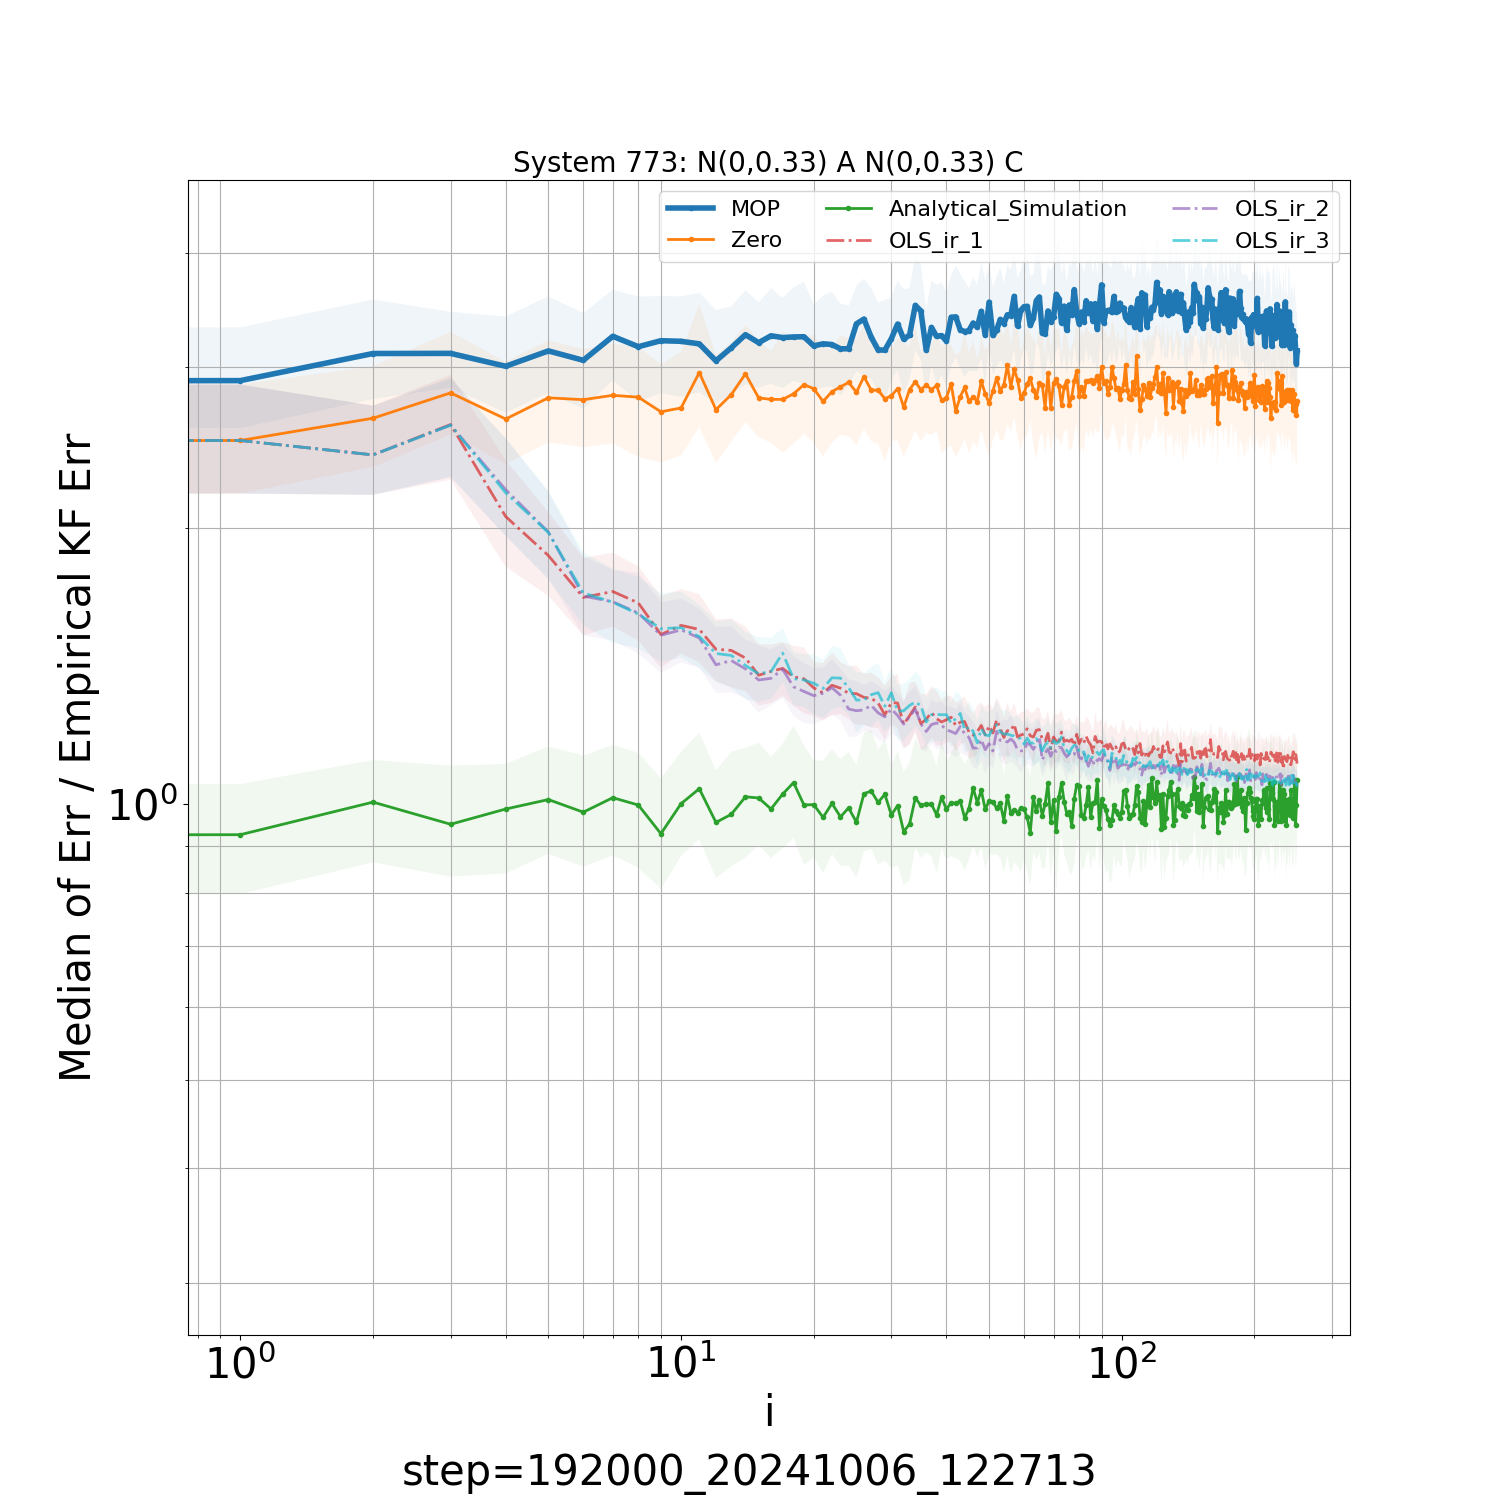 System 773: N(0,0.33) A N(0,0.33) C
MOP
Zero
Analytical_Simulation
OLS_ir_1
OLS_ir_2
OLS_ir_3
Median of Err / Empirical KF Err
10⁰
10⁰ 10¹ 10²
i
step=192000_20241006_122713